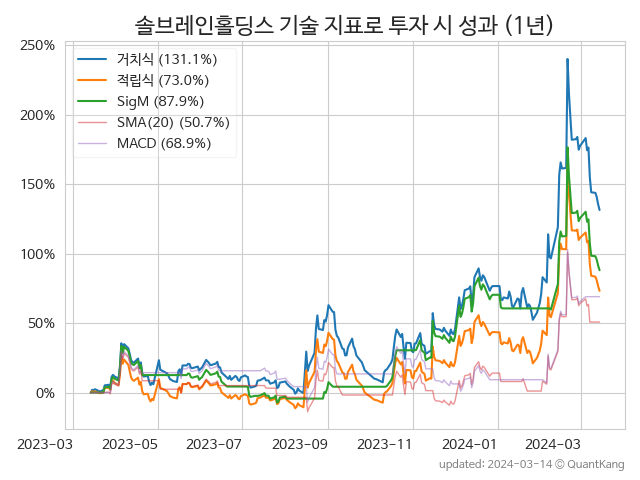 솔브레인홀딩스 기술 지표로 투자 시 성과 (1년)
250%
200%
150%
100%
50%
0%
거치식 (131.1%)
적립식 (73.0%)
SigM (87.9%)
SMA(20) (50.7%)
MACD (68.9%)
2023-03 2023-05 2023-07 2023-09 2023-11 2024-01 2024-03
updated: 2024-03-14 © QuantKang